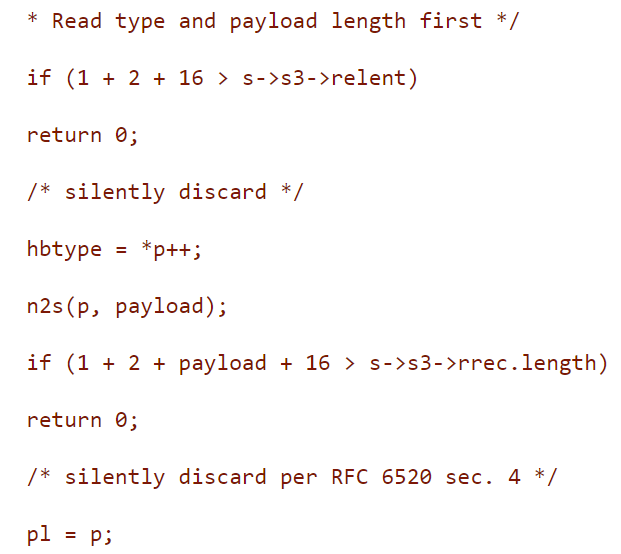 * Read type and payload length first */
if (1 + 2 + 16 > s->s3->relent)
return 0;
/* silently discard */
hbtype = *p++;
n2s(p, payload);
if (1 + 2 + payload + 16 > s->s3->rrec.length)
return 0;
/* silently discard per RFC 6520 sec. 4 */
pl = p;